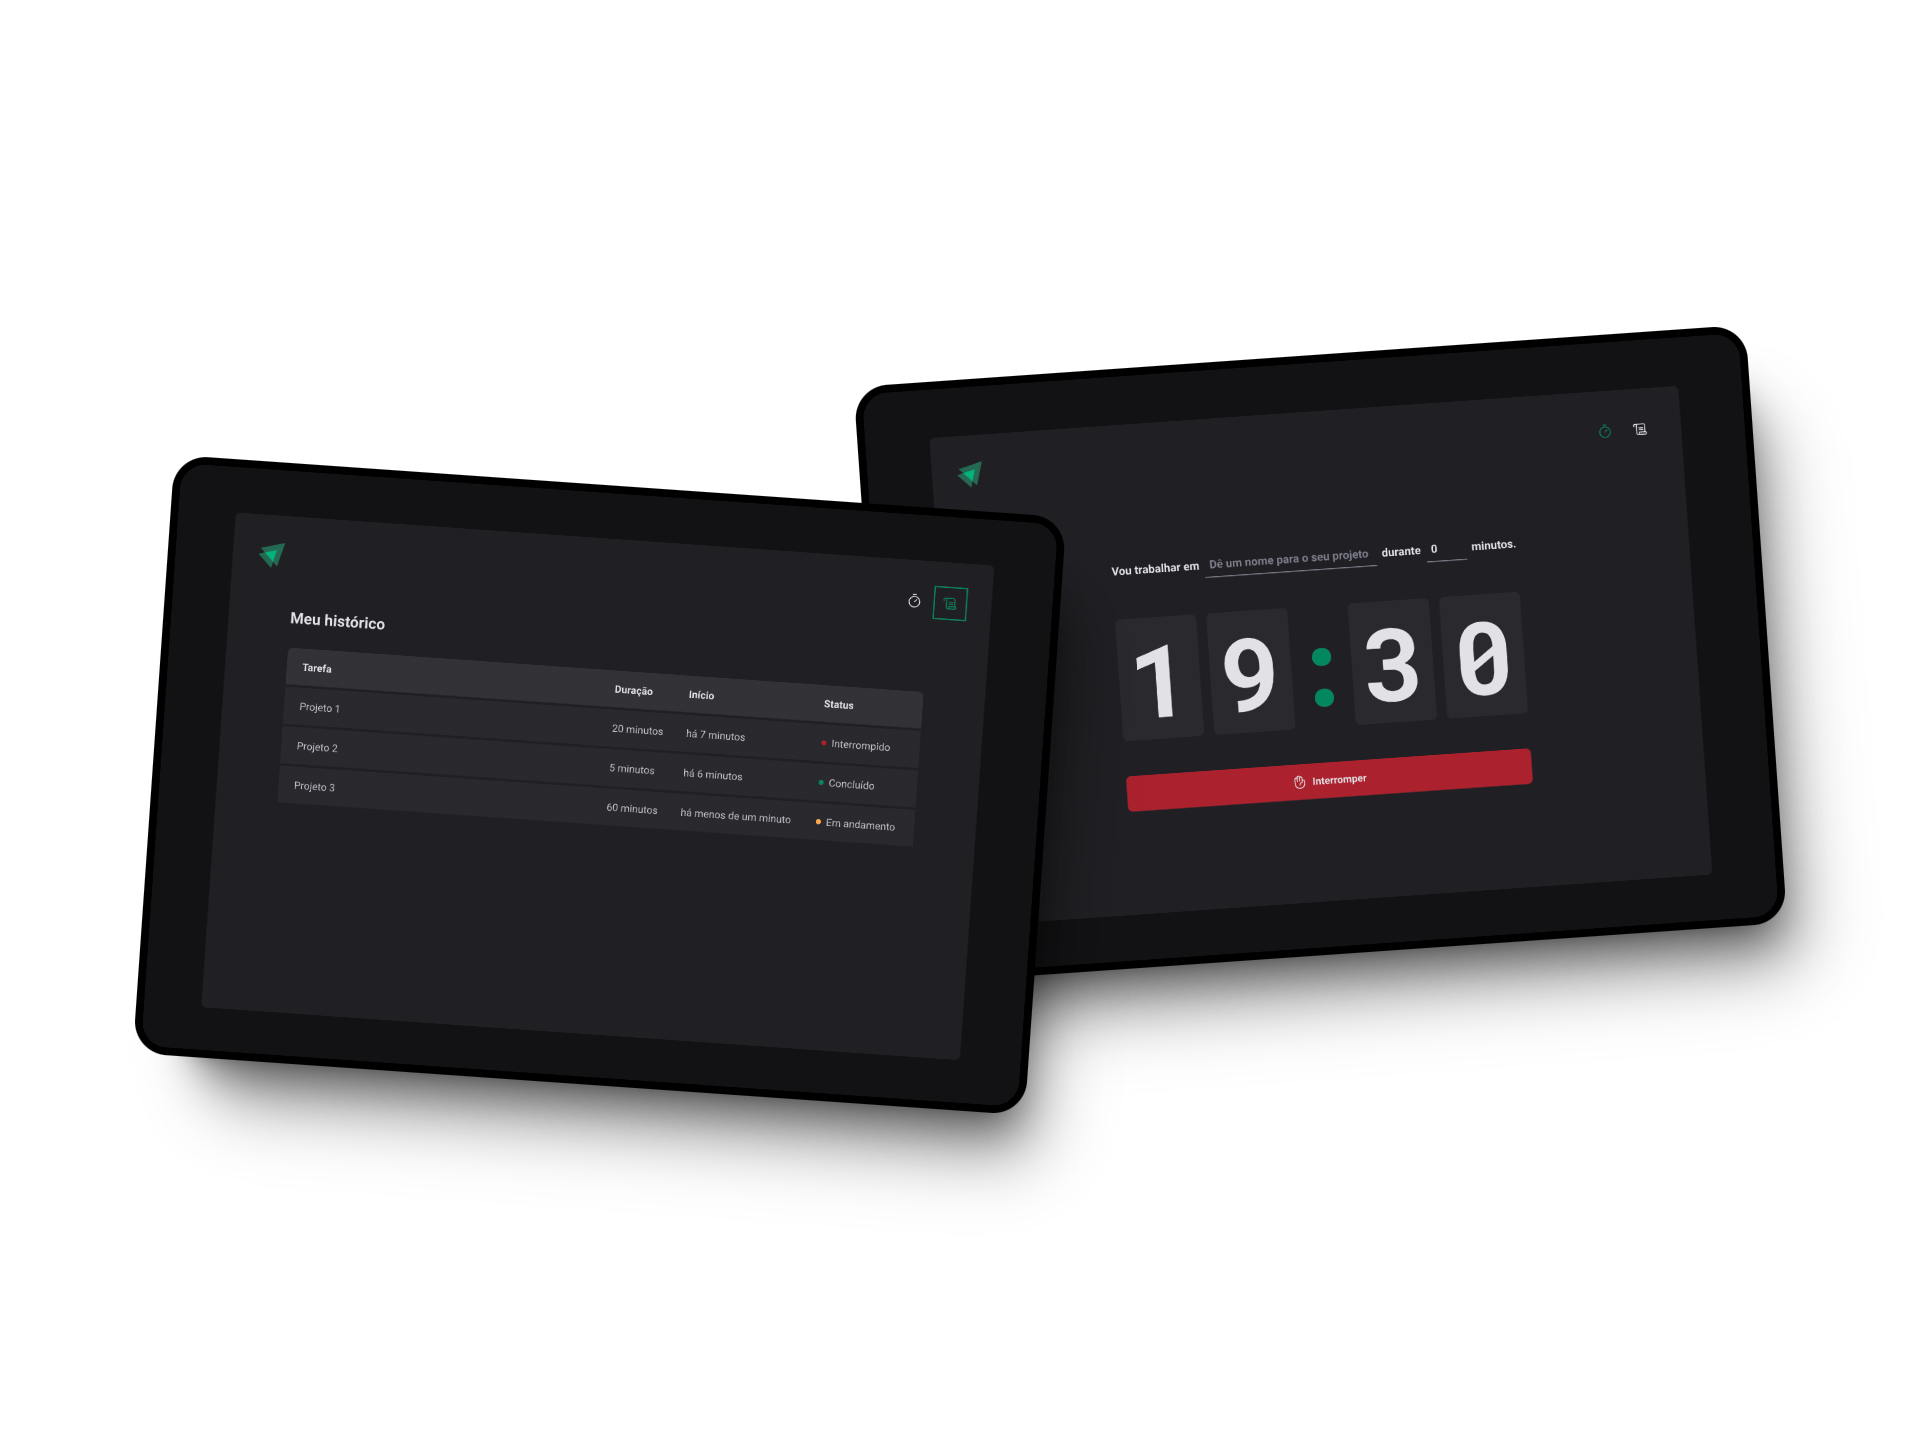 Meu histórico
Tarefa Duração Início Status
Projeto 1 20 minutos há 7 minutos Interrompido
Projeto 2 5 minutos há 6 minutos Concluído
Projeto 3 60 minutos há menos de um minuto Em andamento
Vou trabalhar em Dê um nome para o seu projeto durante 0 minutos.
19:30
Interromper